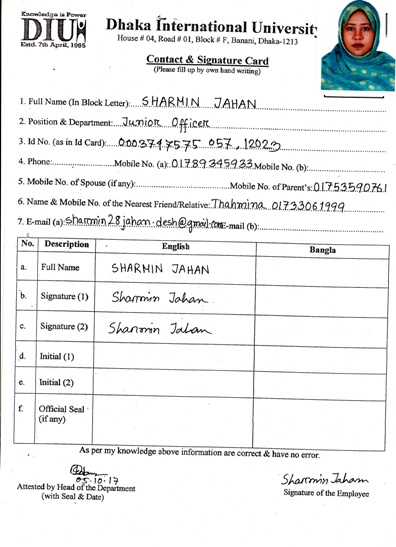 Knowledge is Power
DIU
Estd. 7th April, 1995
Dhaka International University
House # 04, Road # 01, Block # F, Banani, Dhaka-1213
Contact & Signature Card
(Please fill up by own hand writing)
1. Full Name (In Block Letter): SHARMIN JAHAN
2. Position & Department: Junior Officer
3. Id No. (as in Id Card): 0003747575 057, 12023
4. Phone: Mobile No. (a): 01789345933 Mobile No. (b):
5. Mobile No. of Spouse (if any): Mobile No. of Parent's: 01753590761
6. Name & Mobile No. of the Nearest Friend/Relative: Thahmina 01733061999
7. E-mail (a): sharmin28jahan.desh@gmail.com E-mail (b):
No. Description English Bangla
a. Full Name SHARMIN JAHAN
b. Signature (1) Sharmin Jahan
c. Signature (2) Sharmin Jahan
d. Initial (1)
e. Initial (2)
f. Official Seal (if any)
As per my knowledge above information are correct & have no error.
05.10.17
Attested by Head of the Department
(with Seal & Date)
Sharmin Jahan
Signature of the Employee